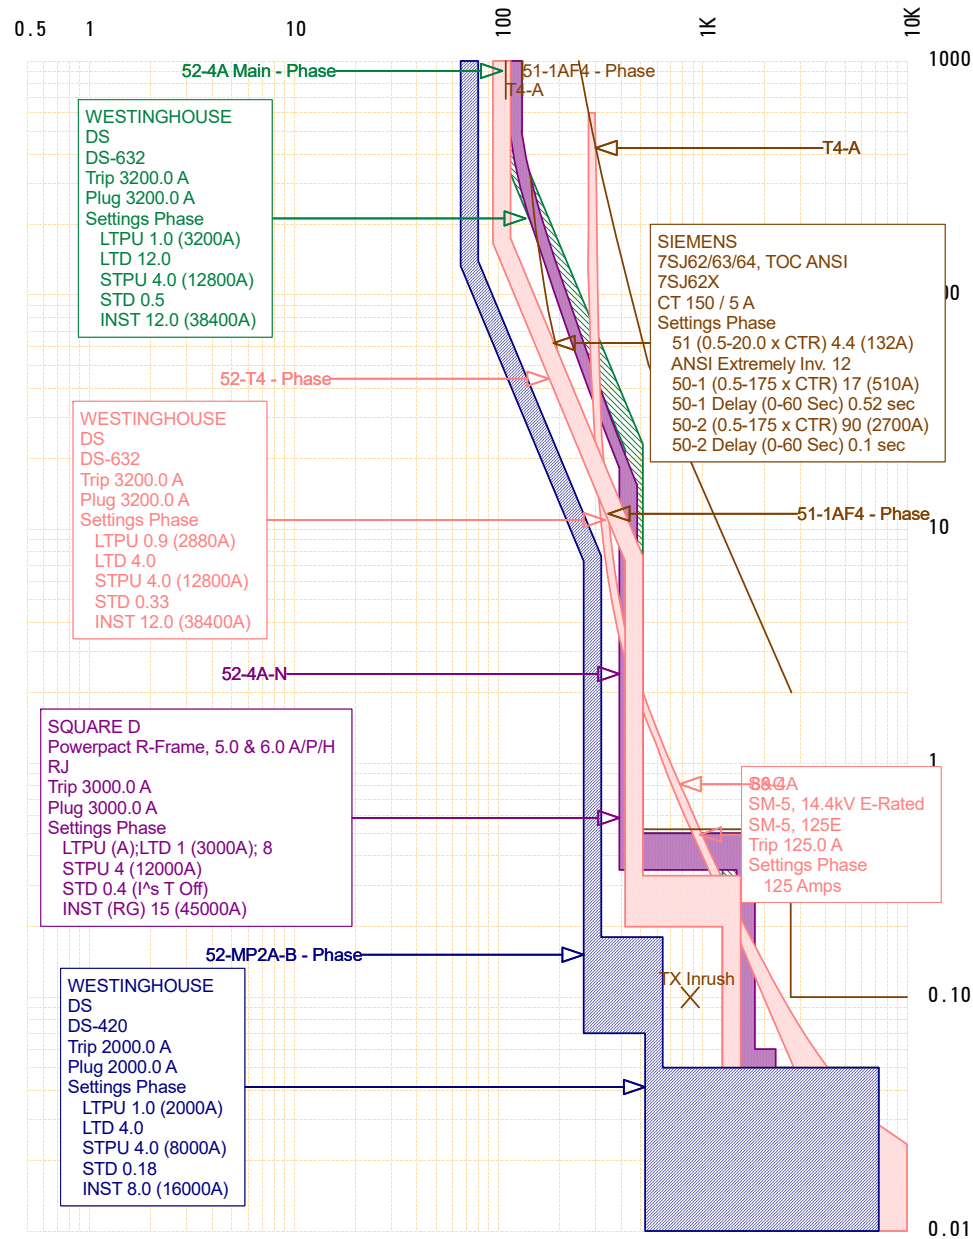 0.5 1 10 100 1K 10K
1000
52-4A Main - Phase
51-1AF4 - Phase
T4-A
WESTINGHOUSE
DS
DS-632
Trip 3200.0 A
Plug 3200.0 A
Settings Phase
LTPU 1.0 (3200A)
LTD 12.0
STPU 4.0 (12800A)
STD 0.5
INST 12.0 (38400A)
T4-A
SIEMENS
7SJ62/63/64, TOC ANSI
7SJ62X
CT 150 / 5 A
Settings Phase
51 (0.5-20.0 x CTR) 4.4 (132A)
ANSI Extremely Inv. 12
50-1 (0.5-175 x CTR) 17 (510A)
50-1 Delay (0-60 Sec) 0.52 sec
50-2 (0.5-175 x CTR) 90 (2700A)
50-2 Delay (0-60 Sec) 0.1 sec
52-T4 - Phase
WESTINGHOUSE
DS
DS-632
Trip 3200.0 A
Plug 3200.0 A
Settings Phase
LTPU 0.9 (2880A)
LTD 4.0
STPU 4.0 (12800A)
STD 0.33
INST 12.0 (38400A)
51-1AF4 - Phase
10
52-4A-N
SQUARE D
Powerpact R-Frame, 5.0 & 6.0 A/P/H
RJ
Trip 3000.0 A
Plug 3000.0 A
Settings Phase
LTPU (A);LTD 1 (3000A); 8
STPU 4 (12000A)
STD 0.4 (I^s T Off)
INST (RG) 15 (45000A)
1
SM-5, 14.4kV E-Rated
SM-5, 125E
Trip 125.0 A
Settings Phase
125 Amps
52-MP2A-B - Phase
WESTINGHOUSE
DS
DS-420
Trip 2000.0 A
Plug 2000.0 A
Settings Phase
LTPU 1.0 (2000A)
LTD 4.0
STPU 4.0 (8000A)
STD 0.18
INST 8.0 (16000A)
TX Inrush
0.10
0.01